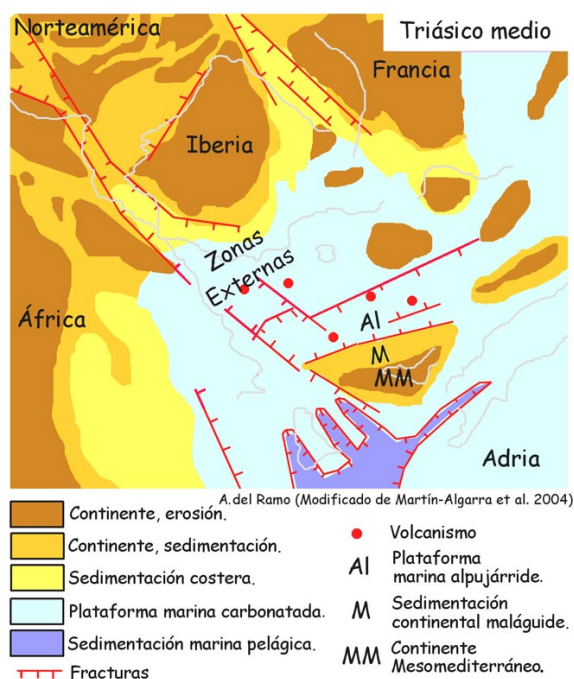 Norteamérica
Triásico medio
Francia
Iberia
Zonas
Externas
África
Al
M
MM
Adria
A.del Ramo (Modificado de Martín-Algarra et al. 2004)
Continente, erosión.
Continente, sedimentación.
Sedimentación costera.
Plataforma marina carbonatada.
Sedimentación marina pelágica.
Fracturas
Volcanismo
Al Plataforma
marina alpujárride.
M Sedimentación
continental maláguide.
MM Continente
Mesomediterráneo.